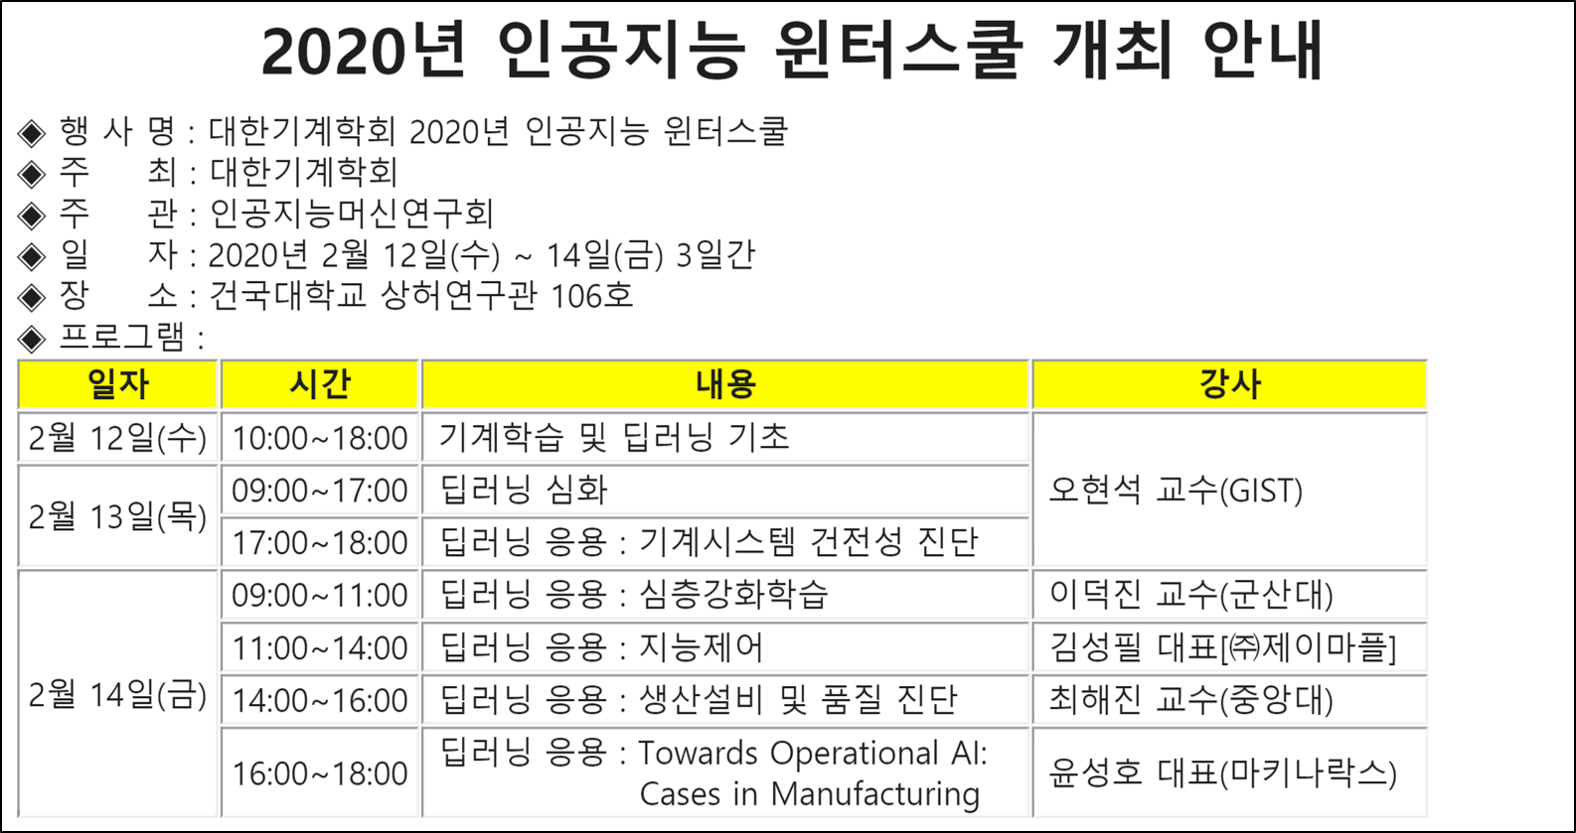 2020년 인공지능 윈터스쿨 개최 안내
◈ 행 사 명 : 대한기계학회 2020년 인공지능 윈터스쿨
◈ 주 최 : 대한기계학회
◈ 주 관 : 인공지능머신연구회
◈ 일 자 : 2020년 2월 12일(수) ~ 14일(금) 3일간
◈ 장 소 : 건국대학교 상허연구관 106호
◈ 프로그램 :
일자 시간 내용 강사
2월 12일(수) 10:00~18:00 기계학습 및 딥러닝 기초
오현석 교수(GIST)
2월 13일(목) 09:00~17:00 딥러닝 심화
17:00~18:00 딥러닝 응용 : 기계시스템 건전성 진단
2월 14일(금) 09:00~11:00 딥러닝 응용 : 심층강화학습 이덕진 교수(군산대)
11:00~14:00 딥러닝 응용 : 지능제어 김성필 대표[㈜제이마플]
14:00~16:00 딥러닝 응용 : 생산설비 및 품질 진단 최해진 교수(중앙대)
16:00~18:00 딥러닝 응용 : Towards Operational AI:
Cases in Manufacturing
윤성호 대표(마키나락스)